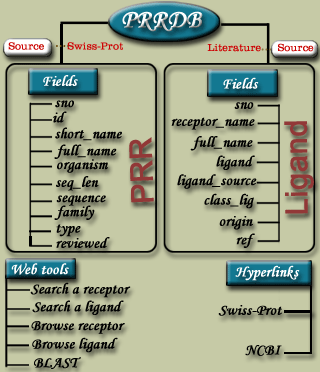 PRRDB
Source
Swiss-Prot
Literature
Source
Fields
sno
id
short_name
full_name
organism
seq_len
sequence
family
type
reviewed
PRR
Fields
sno
receptor_name
full_name
ligand
ligand_source
class_lig
origin
ref
Ligand
Web tools
Search a receptor
Search a ligand
Browse receptor
Browse ligand
BLAST
Hyperlinks
Swiss-Prot
NCBI